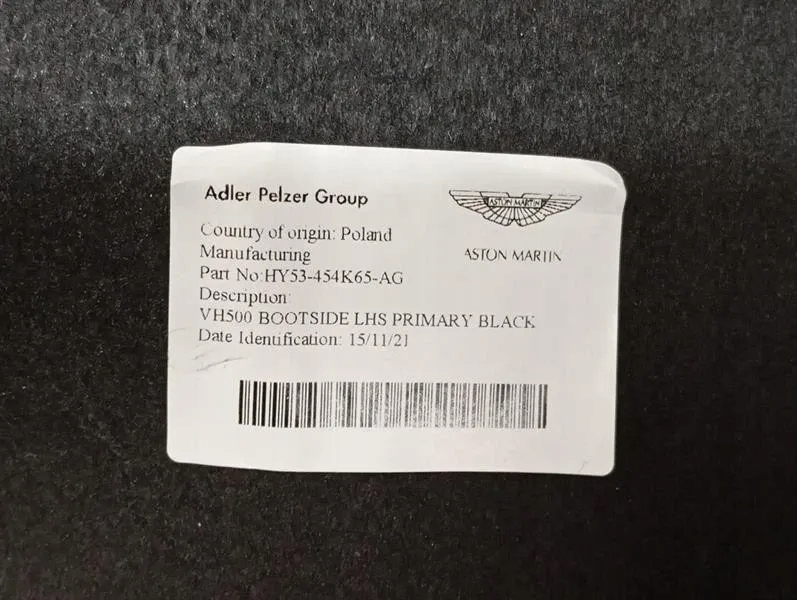 Adler Pelzer Group
ASTON MARTIN
ASTON MARTIN
Country of origin: Poland
Manufacturing
Part No:HY53-454K65-AG
Description:
VH500 BOOTSIDE LHS PRIMARY BLACK
Date Identification: 15/11/21